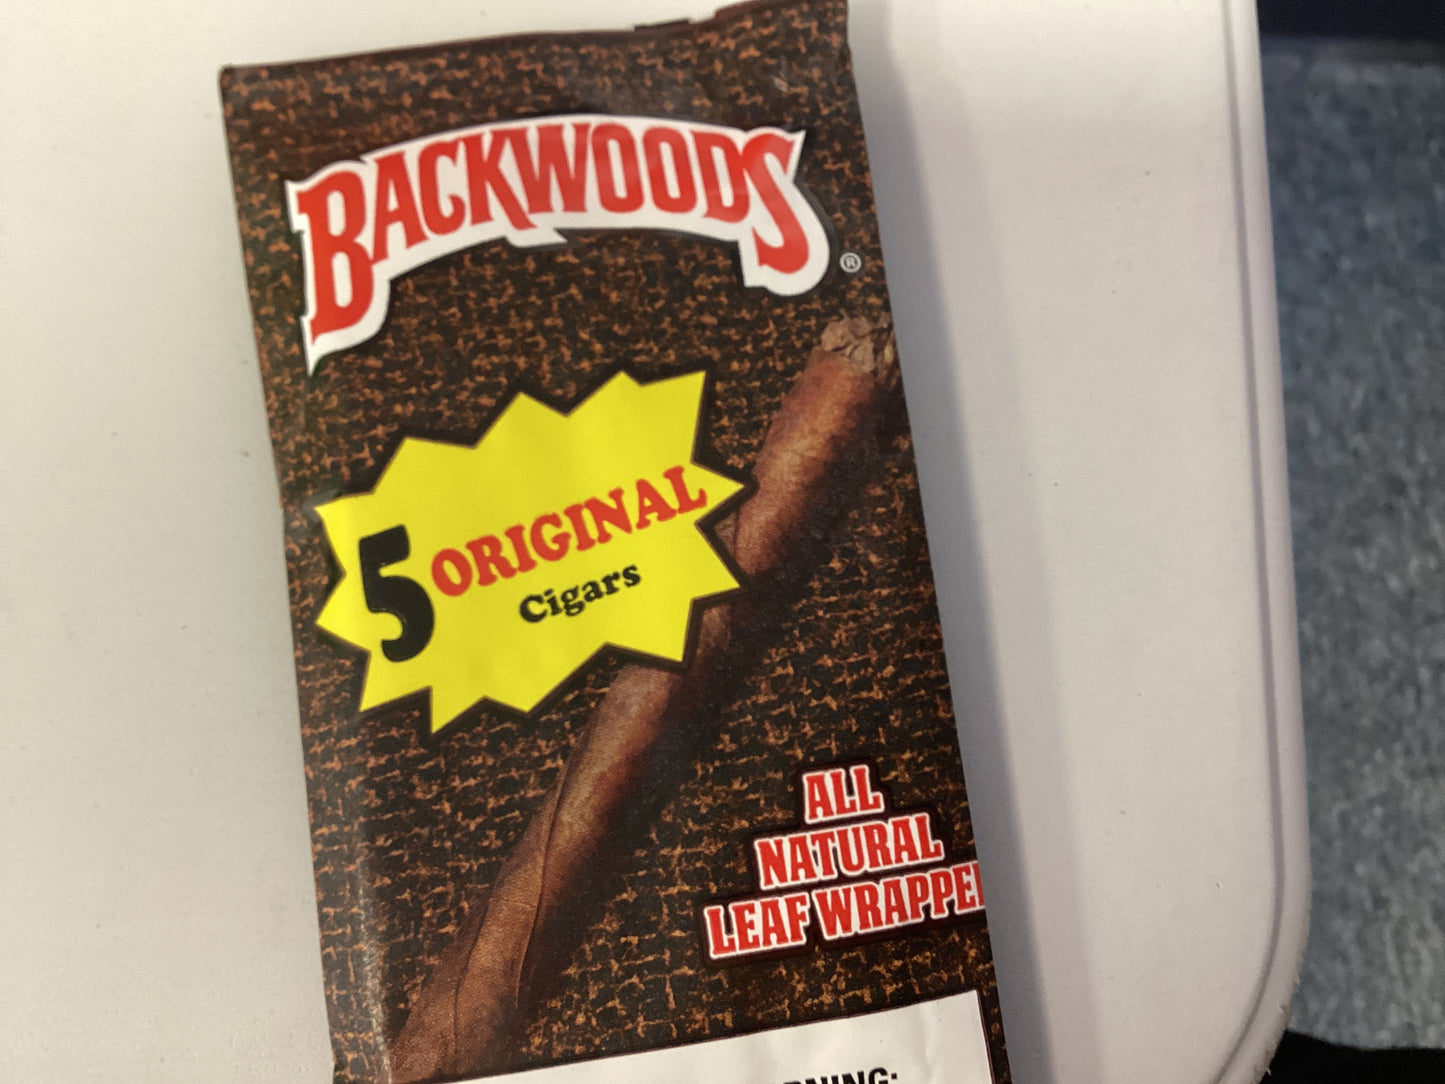 BACKWOODS®
5 ORIGINAL
Cigars
ALL
NATURAL
LEAF WRAPPE